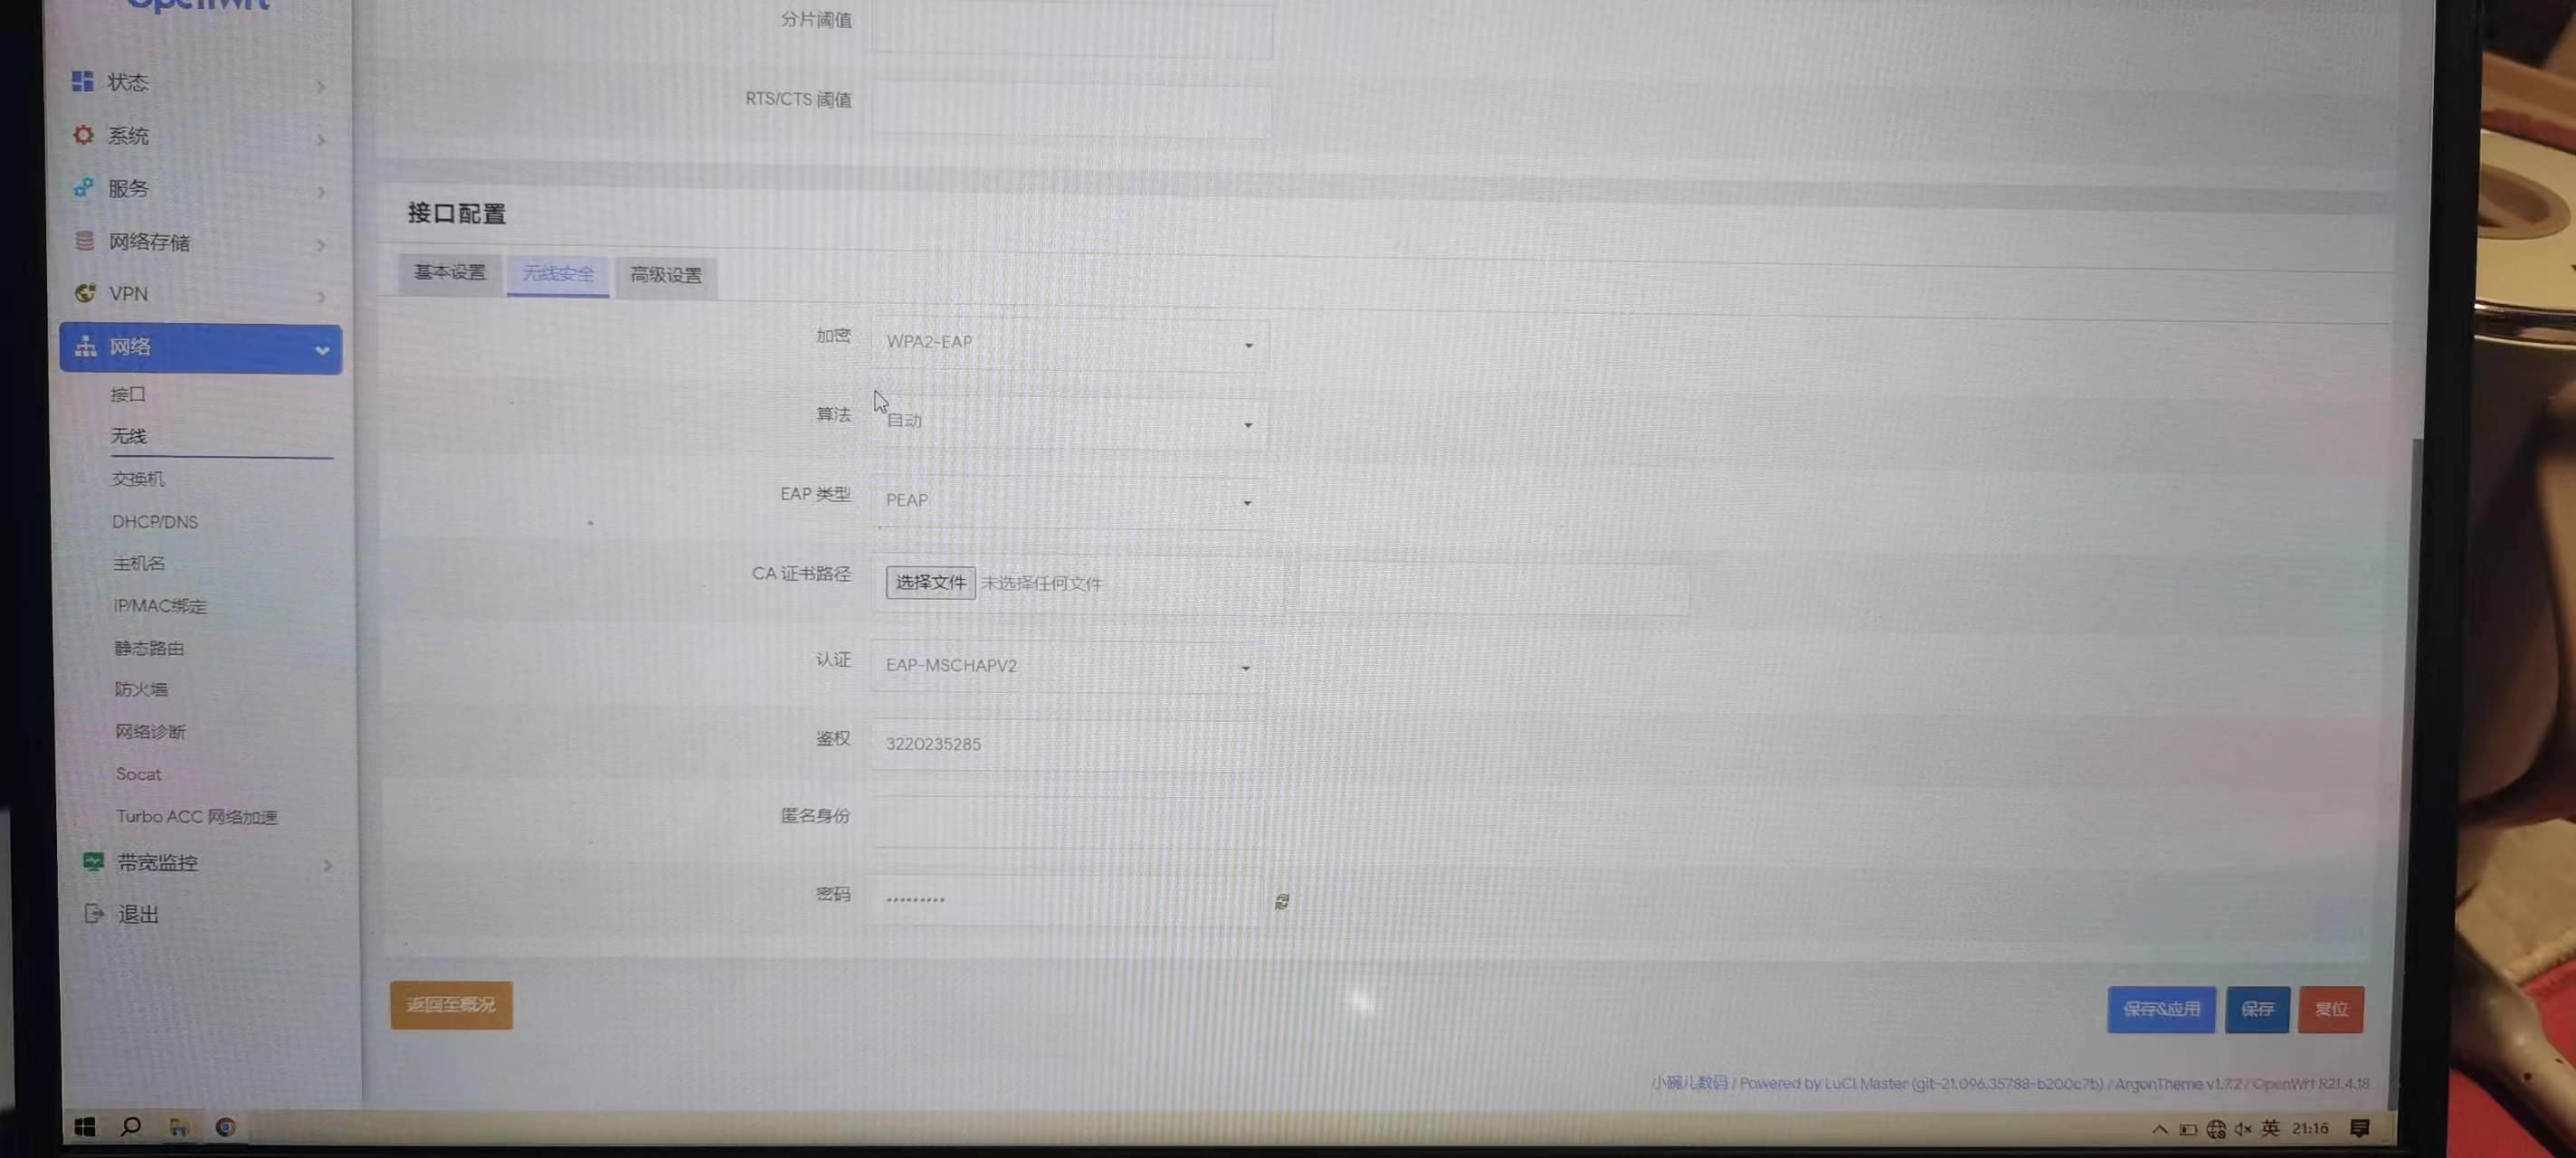 OpenWrt
状态
系统
服务
网络存储
VPN
网络
接口
无线
交换机
DHCP/DNS
主机名
IP/MAC绑定
静态路由
防火墙
网络诊断
Socat
Turbo ACC 网络加速
带宽监控
退出
分片阈值
RTS/CTS 阈值
接口配置
基本设置 无线安全 高级设置
加密 WPA2-EAP
算法 自动
EAP 类型 PEAP
CA 证书路径 选择文件 未选择任何文件
认证 EAP-MSCHAPV2
鉴权 3220235285
匿名身份
密码 •••••••••
返回至概况 保存&应用 保存 复位
小碗儿数码 / Powered by LuCI Master (git-21.096.35788-b200c7b) / ArgonTheme v1.7.2 / OpenWrt R21.4.18
英 21:16